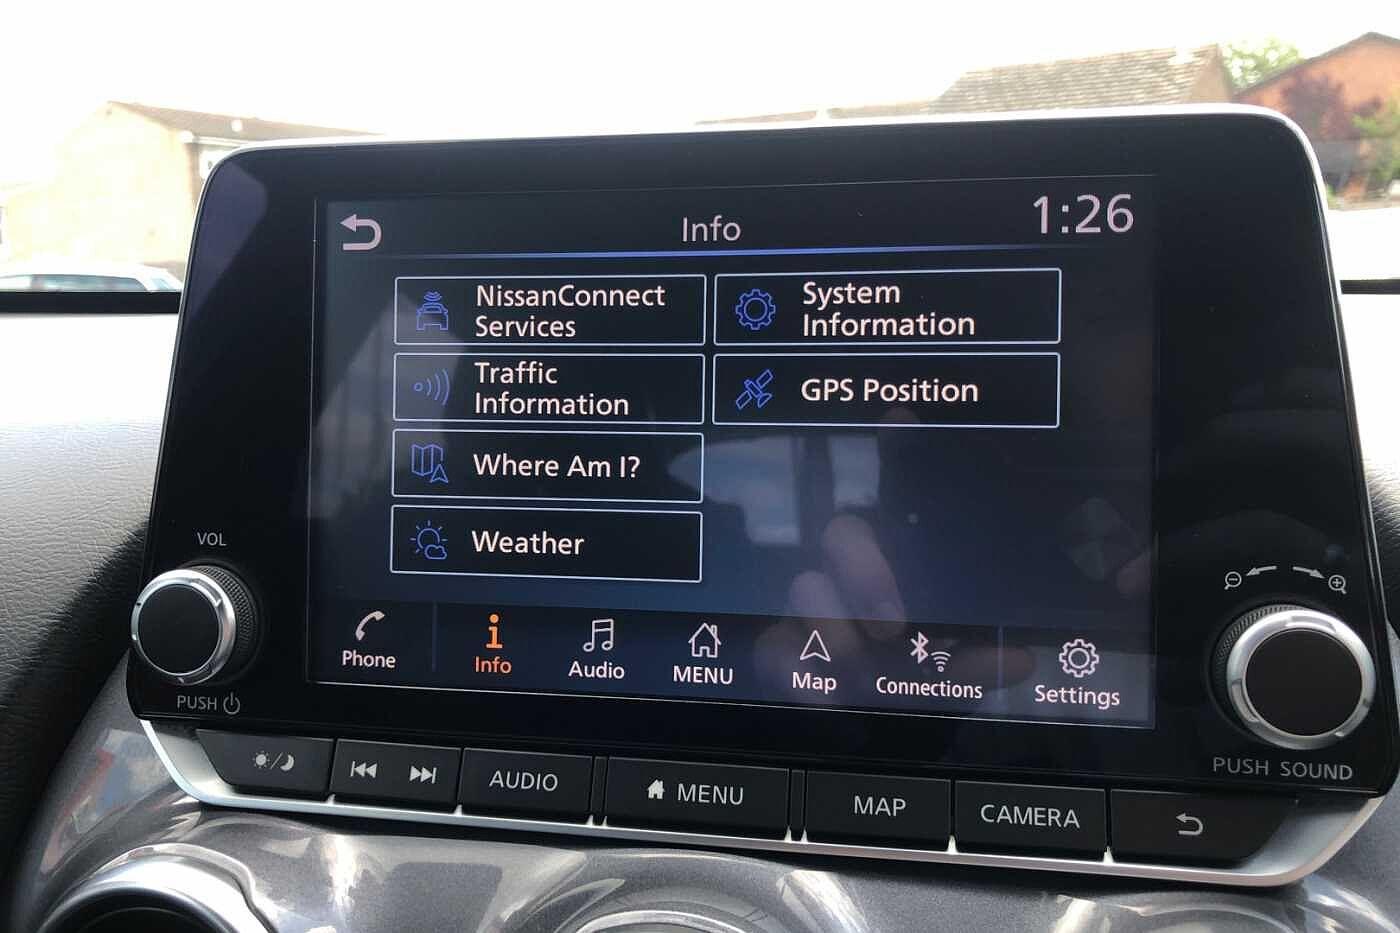 Info
1:26
NissanConnect
Services
System
Information
Traffic
Information
GPS Position
Where Am I?
Weather
VOL
PUSH
Phone
Info
Audio
MENU
Map
Connections
Settings
PUSH SOUND
AUDIO
MENU
MAP
CAMERA